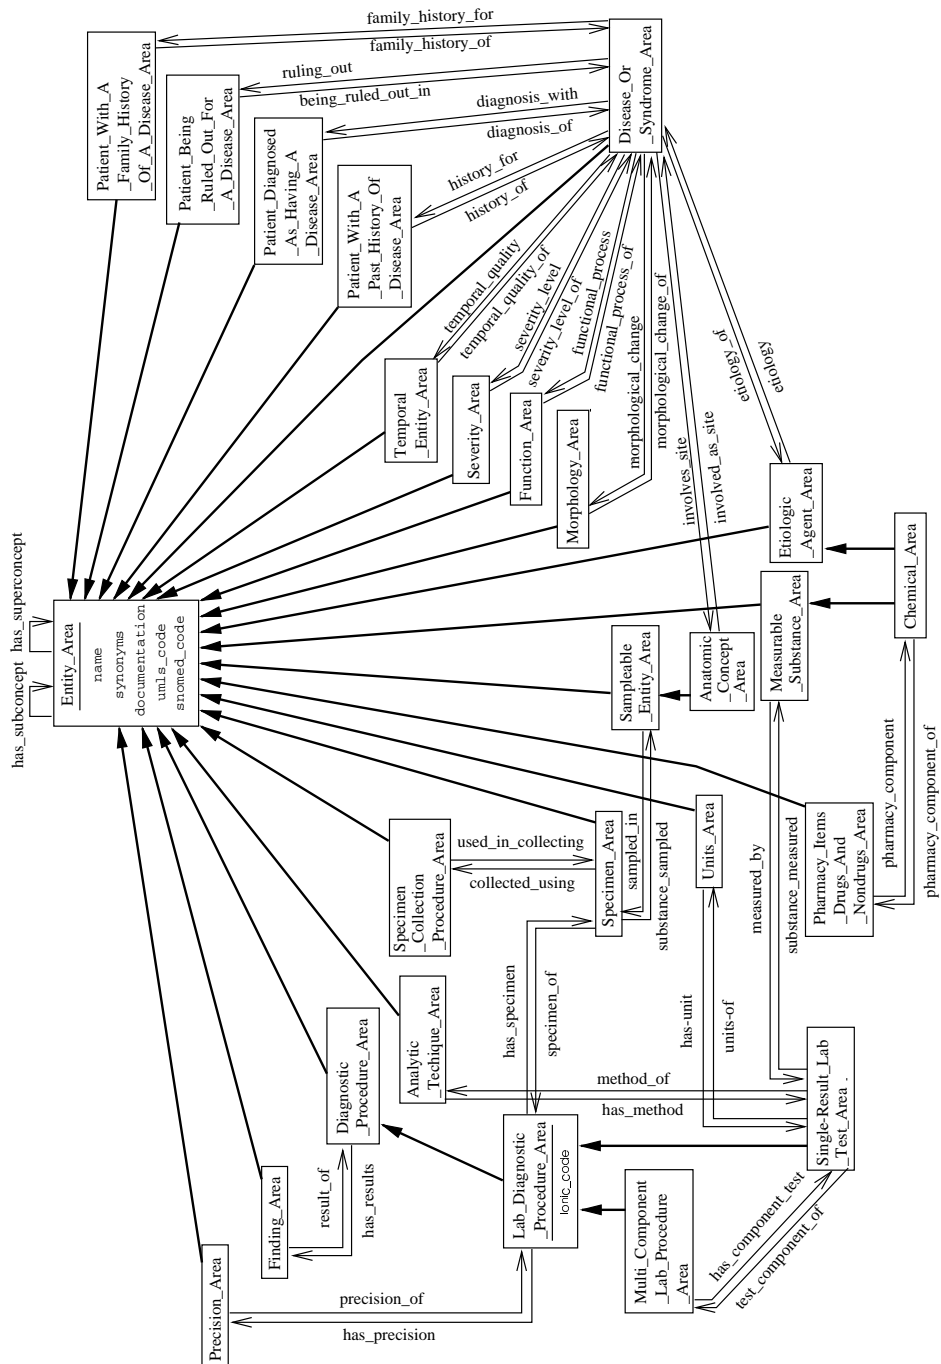 has_subconcept
has_superconcept
Entity_Area
name
synonyms
documentation
umls_code
snomed_code
Patient_With_A
_Family_History
_Of_A_Disease_Area
Patient_Being
_Ruled_Out_For
_A_Disease_Area
Patient_Diagnosed
_As_Having_A
_Disease_Area
Patient_With_A
_Past_History_Of
_Disease_Area
family_history_for
family_history_of
ruling_out
being_ruled_out_in
diagnosis_with
diagnosis_of
history_for
history_of
Disease_Or
_Syndrome_Area
Temporal
_Entity_Area
Severity_Area
Function_Area
Morphology_Area
temporal_quality
temporal_quality_of
severity_level
severity_level_of
functional_process
functional_process_of
morphological_change
morphological_change_of
involves_site
involved_as_site
etiology_of
etiology
Etiologic
_Agent_Area
Chemical_Area
Measurable
_Substance_Area
Anatomic
_Concept
_Area
Sampleable
_Entity_Area
pharmacy_component
pharmacy_component_of
Pharmacy_Items
_Drugs_And
_Nondrugs_Area
Units_Area
Specimen_Area
sampled_in
substance_sampled
used_in_collecting
collected_using
Specimen
_Collection
_Procedure_Area
measured_by
substance_measured
has_specimen
specimen_of
has-unit
units-of
Analytic
_Techique_Area
method_of
has_method
Diagnostic
_Procedure_Area
Finding_Area
result_of
has_results
Lab_Diagnostic
_Procedure_Area
Ionic_code
Single-Result_Lab
_Test_Area .
Multi_Component
_Lab_Procedure
_Area
has_component_test
test_component_of
Precision_Area
precision_of
has_precision